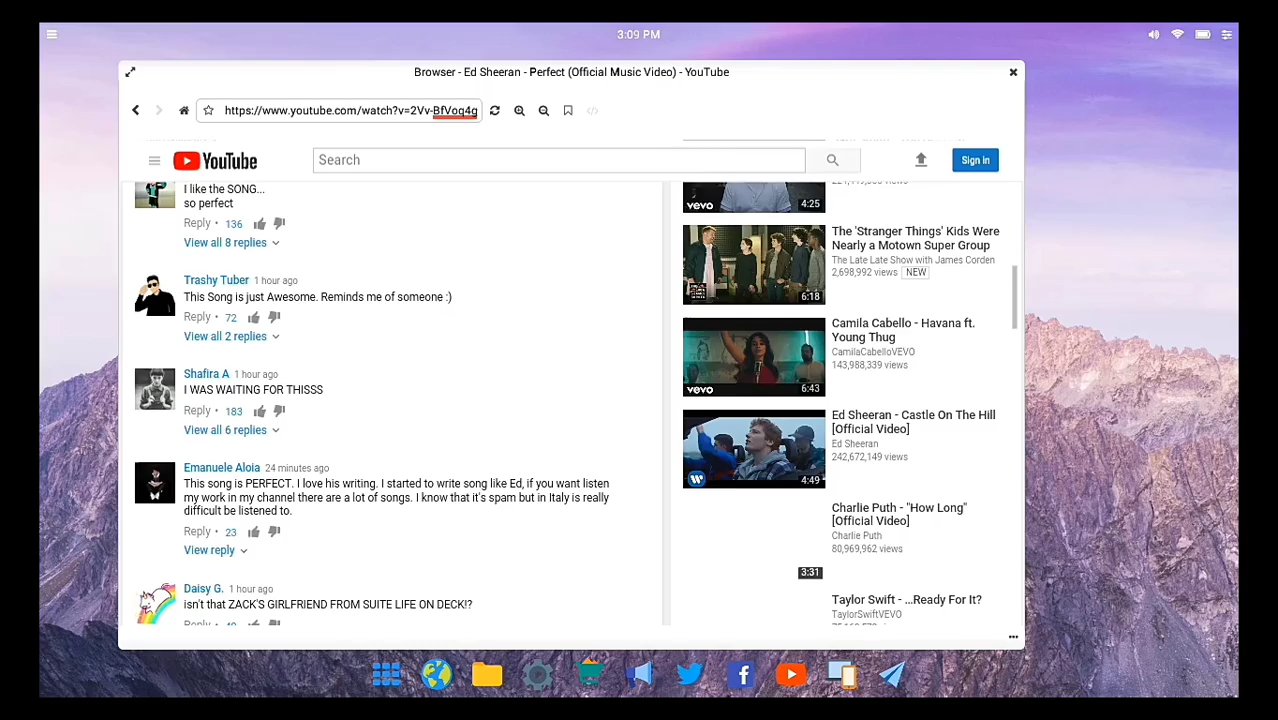 3:09 PM
Browser - Ed Sheeran - Perfect (Official Music Video) - YouTube
https://www.youtube.com/watch?v=2Vv-BfVoq4g
YouTube
Search
Sign in
I like the SONG...
so perfect
Reply • 136
View all 8 replies
Trashy Tuber 1 hour ago
This Song is just Awesome. Reminds me of someone :)
Reply • 72
View all 2 replies
Shafira A 1 hour ago
I WAS WAITING FOR THISSS
Reply • 183
View all 6 replies
Emanuele Aloia 24 minutes ago
This song is PERFECT. I love his writing. I started to write song like Ed, if you want listen
my work in my channel there are a lot of songs. I know that it's spam but in Italy is really
difficult be listened to.
Reply • 23
View reply
Daisy G. 1 hour ago
isn't that ZACK'S GIRLFRIEND FROM SUITE LIFE ON DECK!?
Reply •
vevo
4:25
The 'Stranger Things' Kids Were
Nearly a Motown Super Group
The Late Late Show with James Corden
2,698,992 views NEW
6:18
Camila Cabello - Havana ft.
Young Thug
CamilaCabelloVEVO
143,988,339 views
vevo
6:43
Ed Sheeran - Castle On The Hill
[Official Video]
Ed Sheeran
242,672,149 views
4:49
Charlie Puth - "How Long"
[Official Video]
Charlie Puth
80,969,962 views
3:31
Taylor Swift - ...Ready For It?
TaylorSwiftVEVO